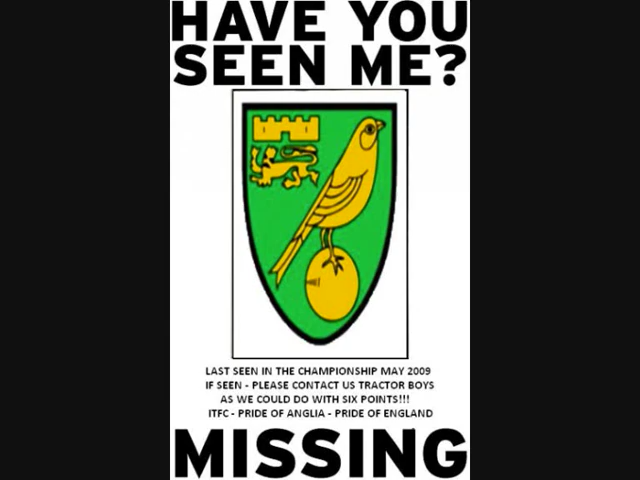 HAVE YOU
SEEN ME?
LAST SEEN IN THE CHAMPIONSHIP MAY 2009
IF SEEN - PLEASE CONTACT US TRACTOR BOYS
AS WE COULD DO WITH SIX POINTS!!!
ITFC - PRIDE OF ANGLIA - PRIDE OF ENGLAND
MISSING